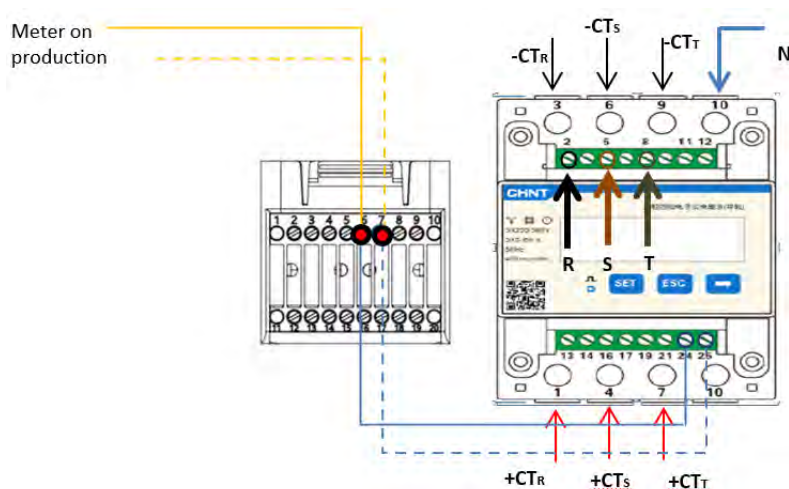 Meter on
production
-CTR
-CTS
-CTT
N
3 6 9 10
2 5 8 11 12
CHNT
R S T
SET ESC
1 2 3 4 5 6 7 8 9 10
11 12 13 14 15 16 17 18 19 20
13 14 16 17 19 21 24 25
1 4 7 10
+CTR +CTS +CTT